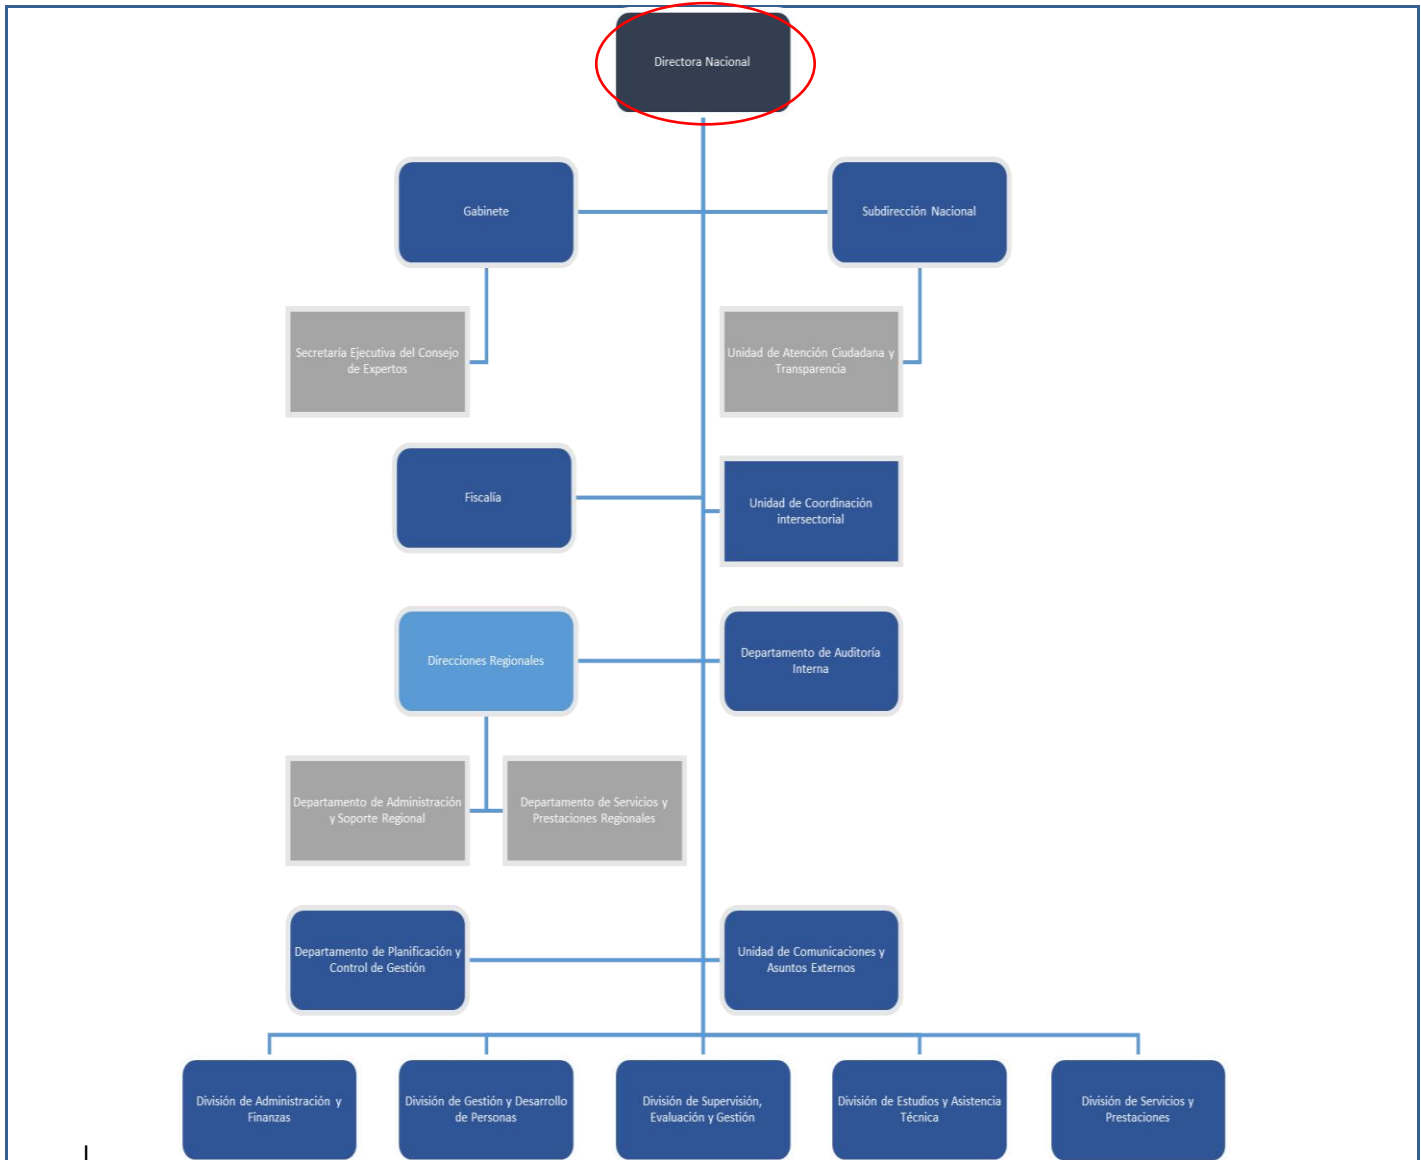 Directora Nacional
Gabinete
Subdirección Nacional
Secretaría Ejecutiva del Consejo
de Expertos
Unidad de Atención Ciudadana y
Transparencia
Fiscalía
Unidad de Coordinación
intersectorial
Direcciones Regionales
Departamento de Auditoría
Interna
Departamento de Administración
y Soporte Regional
Departamento de Servicios y
Prestaciones Regionales
Departamento de Planificación y
Control de Gestión
Unidad de Comunicaciones y
Asuntos Externos
División de Administración y
Finanzas
División de Gestión y Desarrollo
de Personas
División de Supervisión,
Evaluación y Gestión
División de Estudios y Asistencia
Técnica
División de Servicios y
Prestaciones